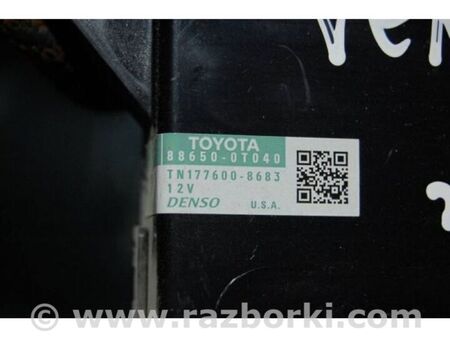 TOYOTA
88650-0T040
TN177600-8683
12V
DENSO U.S.A.
© www.razborki.com